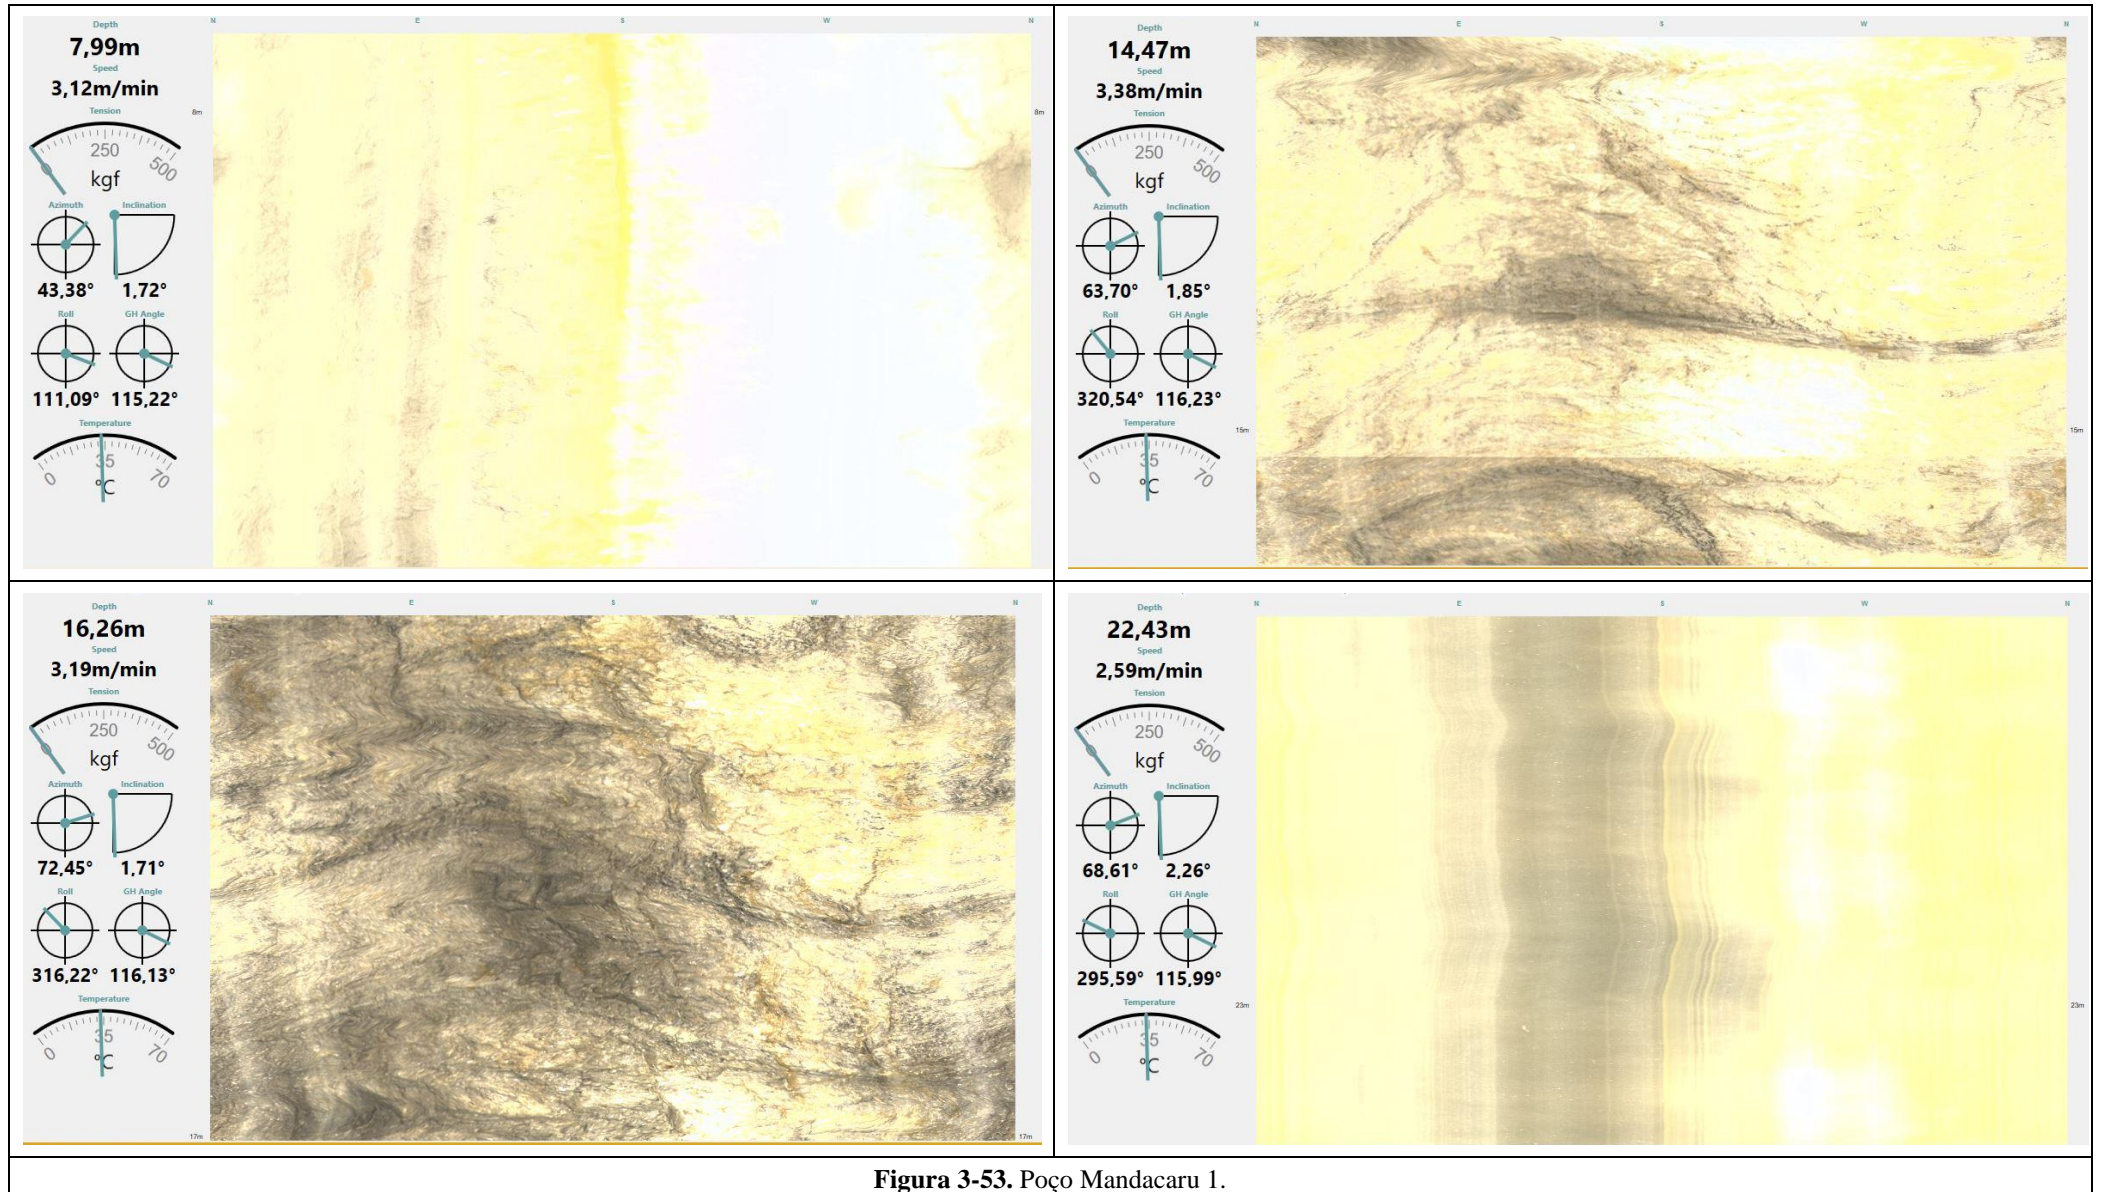 N E S W N
Depth
7,99m
Speed
3,12m/min
Tension
8m 8m
250
500
kgf
Azimuth Inclination
43,38° 1,72°
Roll GH Angle
111,09° 115,22°
Temperature
0 35 70
°C
N E S W N
Depth
14,47m
Speed
3,38m/min
Tension
250
500
kgf
Azimuth Inclination
63,70° 1,85°
Roll GH Angle
320,54° 116,23°
Temperature
15m 15m
0 35 70
°C
N E S W N
Depth
16,26m
Speed
3,19m/min
Tension
250
500
kgf
Azimuth Inclination
72,45° 1,71°
Roll GH Angle
316,22° 116,13°
Temperature
0 35 70
°C
17m 17m
N E S W N
Depth
22,43m
Speed
2,59m/min
Tension
250
500
kgf
Azimuth Inclination
68,61° 2,26°
Roll GH Angle
295,59° 115,99°
Temperature
23m 23m
0 35 70
°C
Figura 3-53. Poço Mandacaru 1.